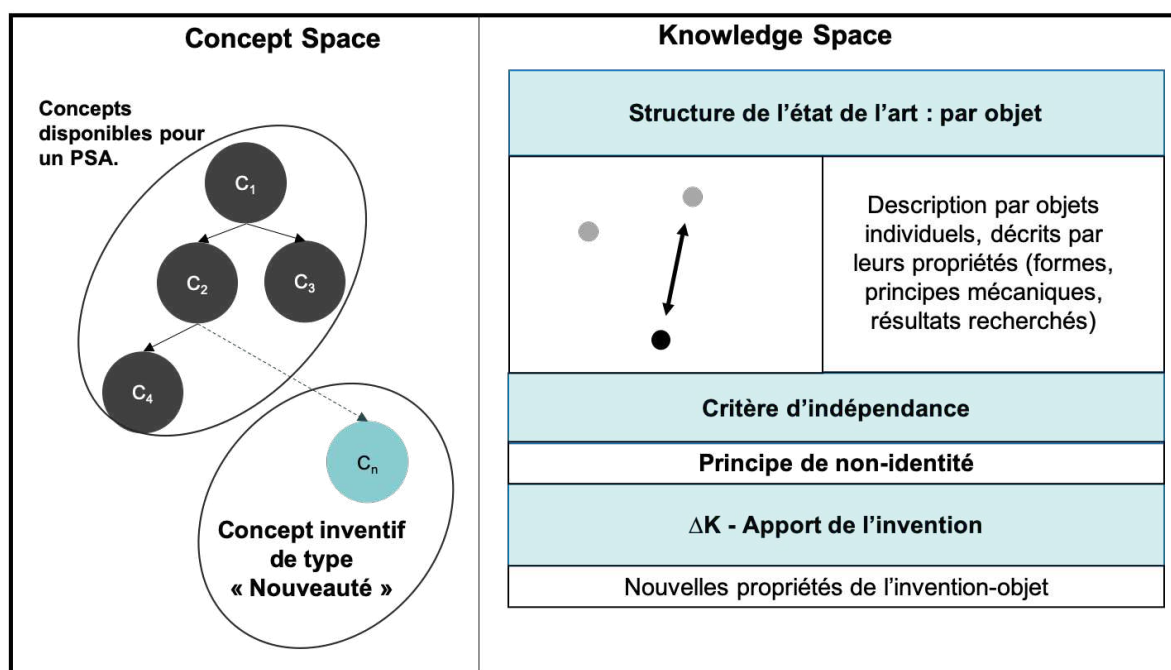 Concept Space
Concepts
disponibles pour
un PSA.
C1
C2
C3
C4
Cn
Concept inventif
de type
« Nouveauté »
Knowledge Space
Structure de l’état de l’art : par objet
Description par objets
individuels, décrits par
leurs propriétés (formes,
principes mécaniques,
résultats recherchés)
Critère d’indépendance
Principe de non-identité
∆K - Apport de l’invention
Nouvelles propriétés de l’invention-objet